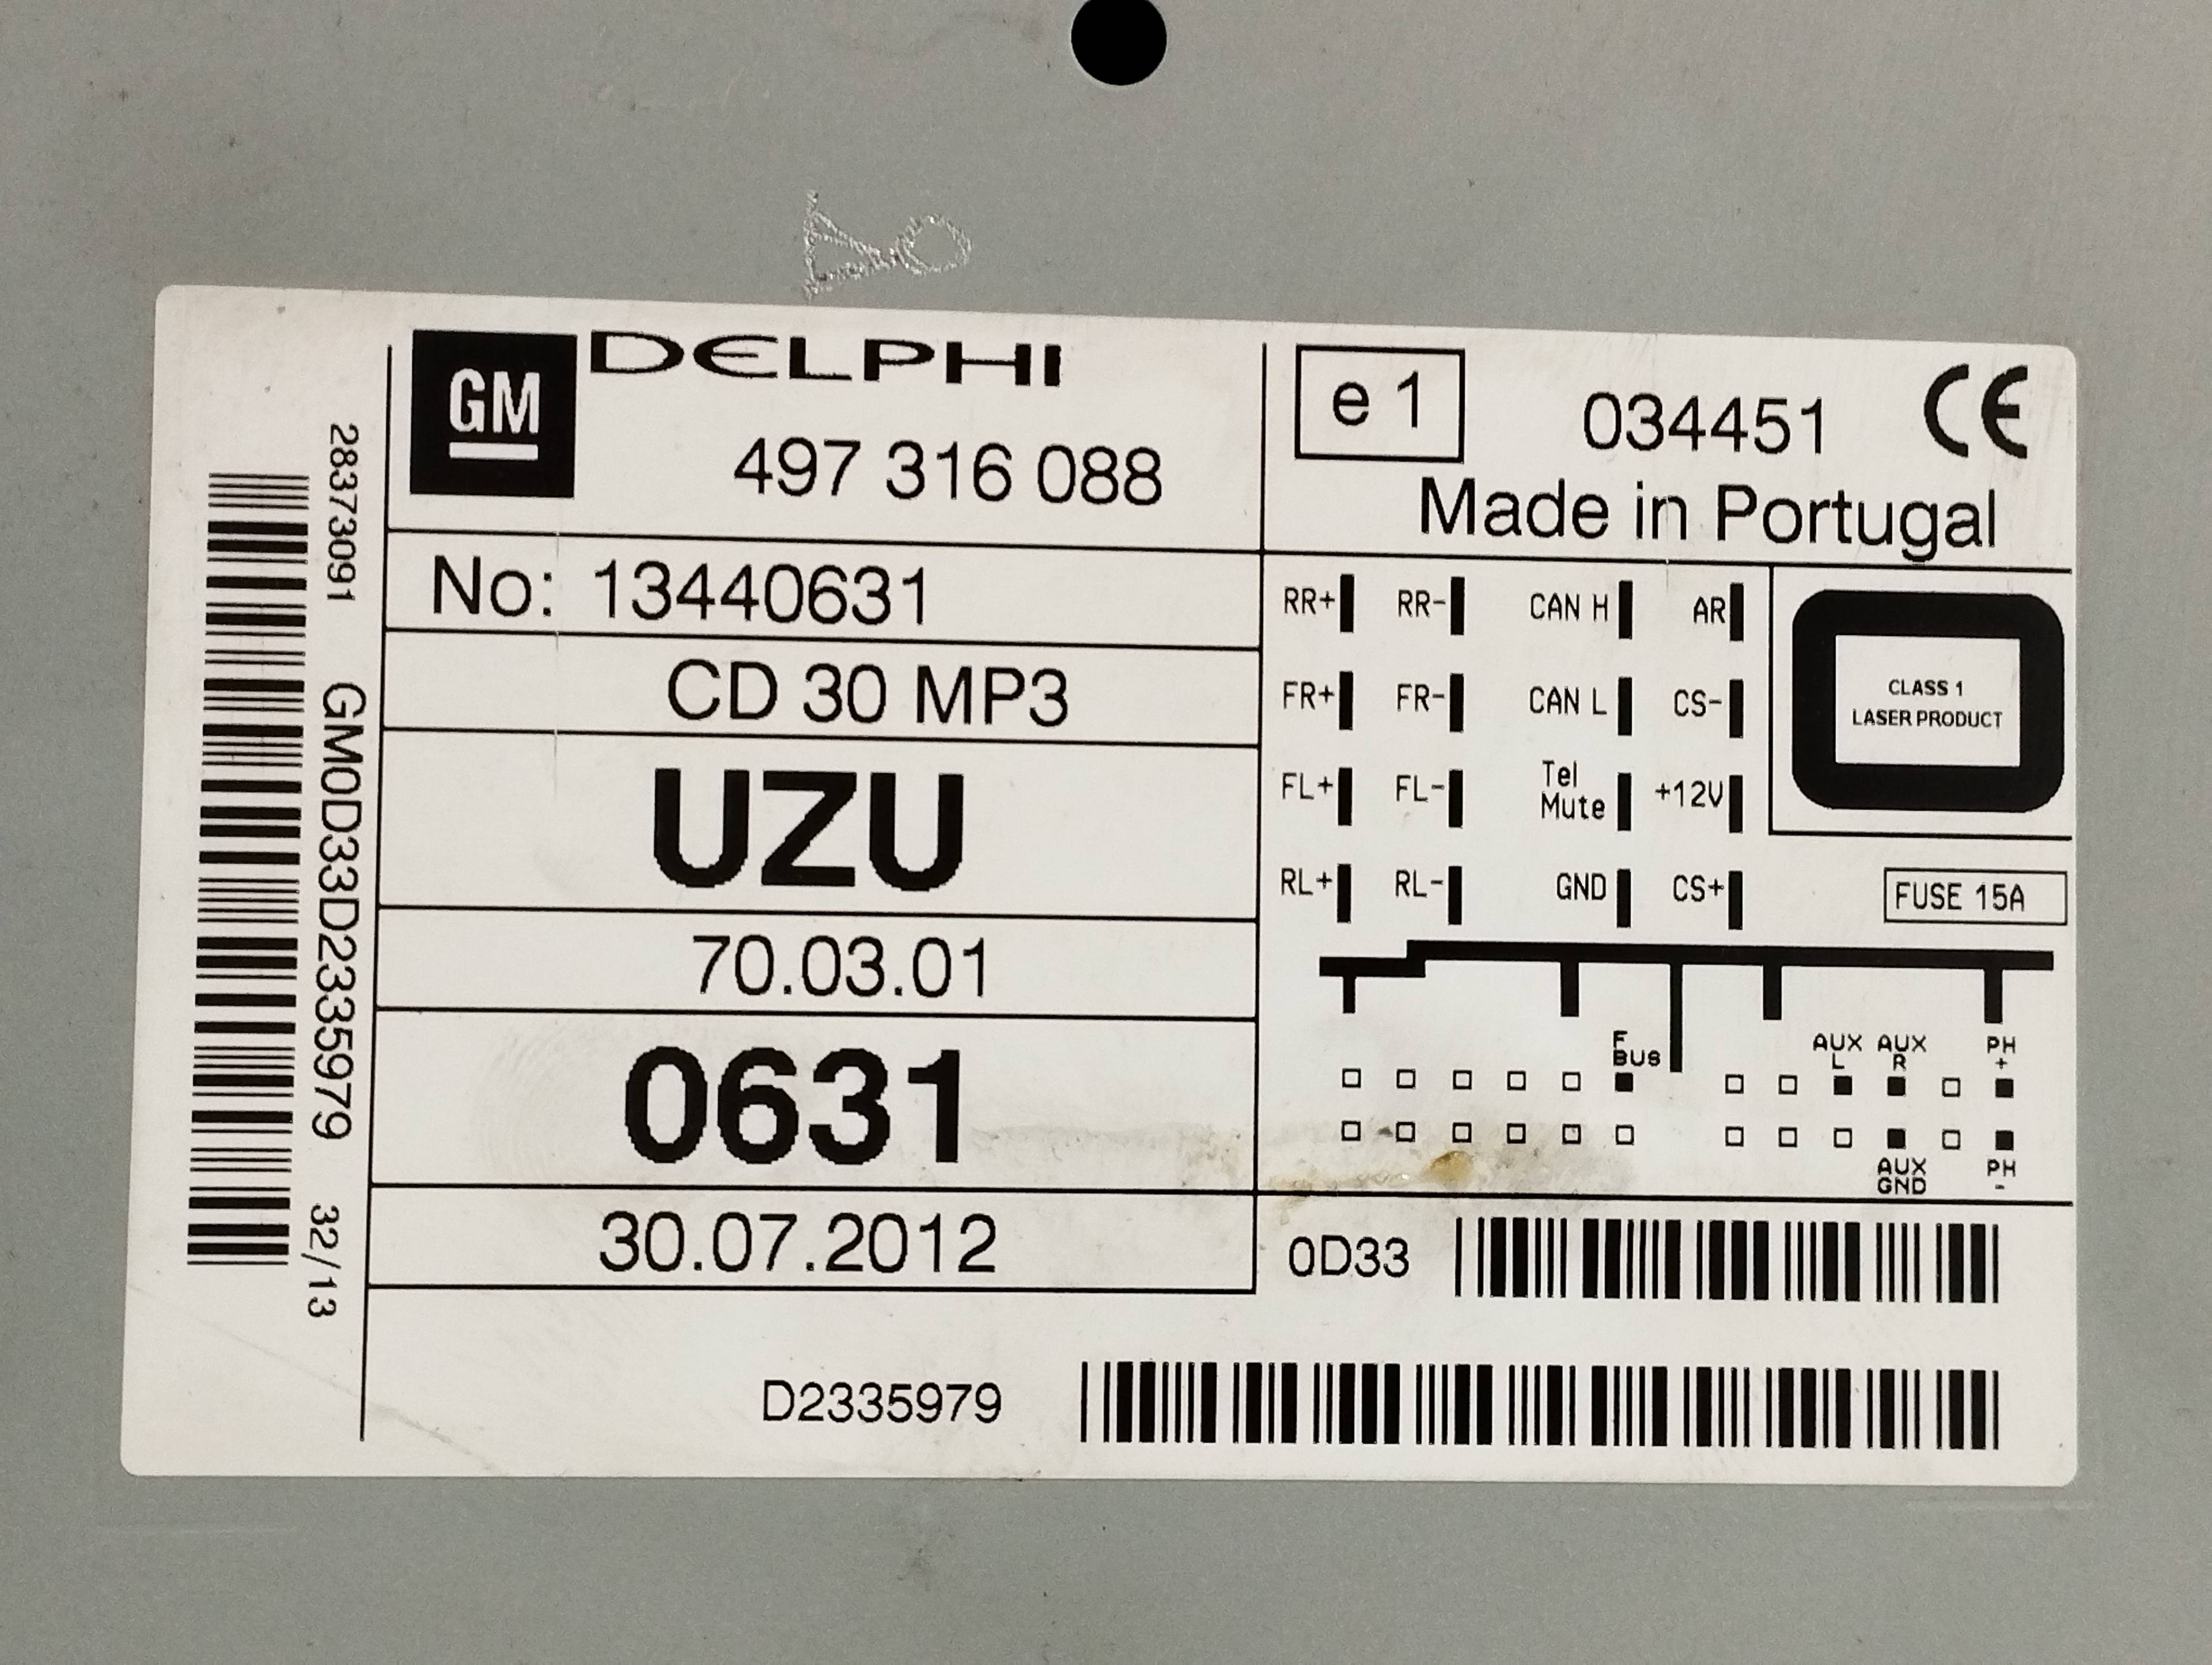 GM
DELPHI
497 316 088
No: 13440631
CD 30 MP3
UZU
70.03.01
0631
30.07.2012
e 1
034451
CE
Made in Portugal
RR+ RR- CAN H AR
FR+ FR- CAN L CS-
FL+ FL- Tel Mute +12V
RL+ RL- GND CS+
CLASS 1
LASER PRODUCT
FUSE 15A
F BUS
AUX L
AUX R
PH +
AUX GND
PH -
0D33
D2335979
28373091 GM0D33D2335979 32/13